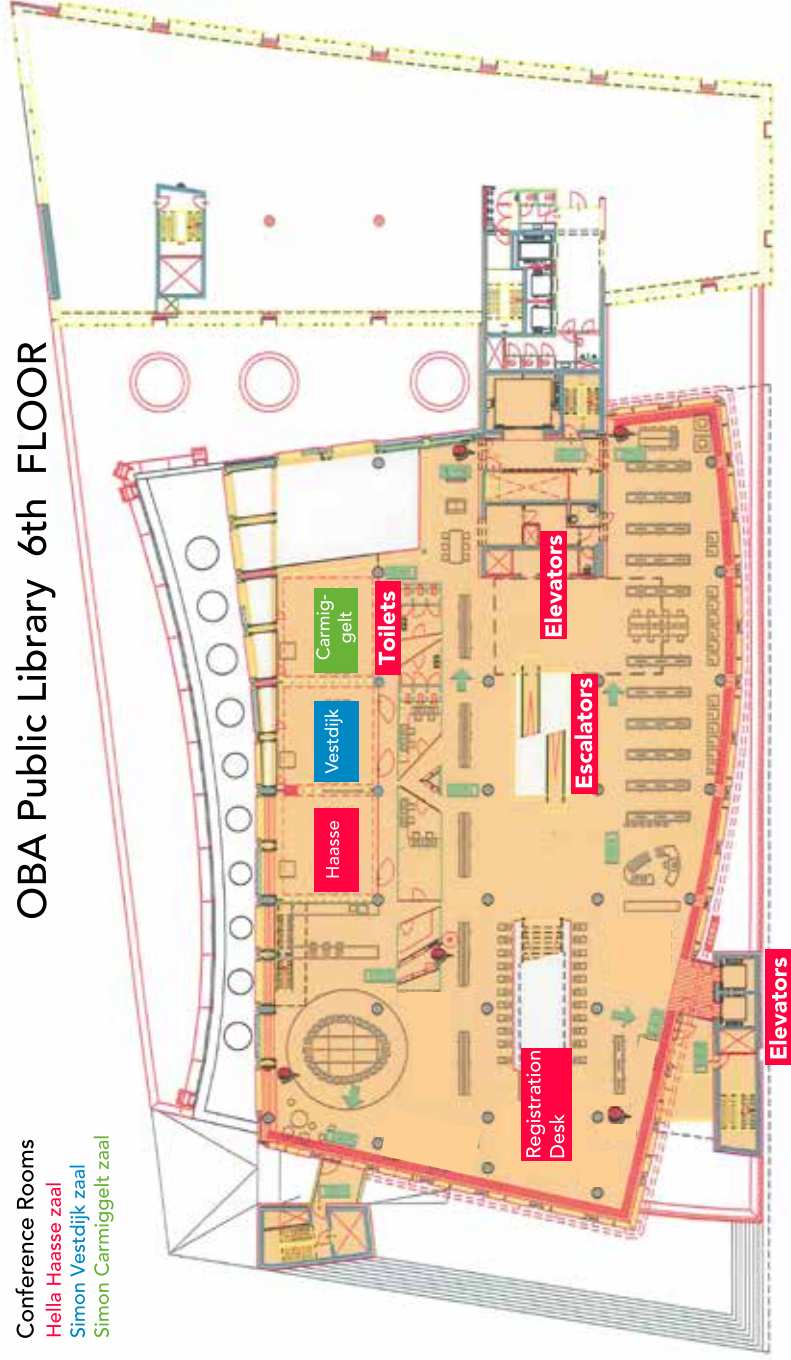 OBA Public Library 6th FLOOR
Conference Rooms
Hella Haasse zaal
Simon Vestdijk zaal
Simon Carmiggelt zaal
Haasse
Vestdijk
Carmig-
gelt
Toilets
Elevators
Escalators
Registration
Desk
Elevators